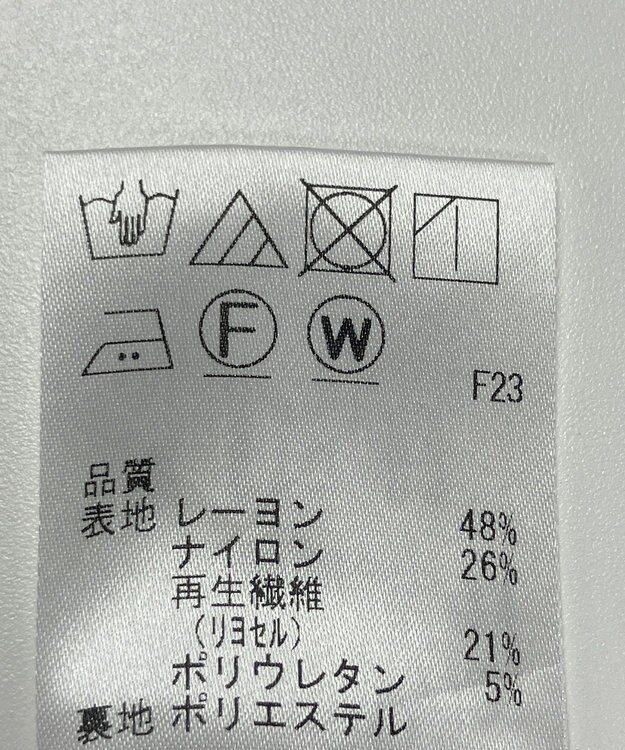 F W
F23
品質
表地 レーヨン 48%
ナイロン 26%
再生繊維
(リヨセル) 21%
ポリウレタン 5%
裏地 ポリエステル